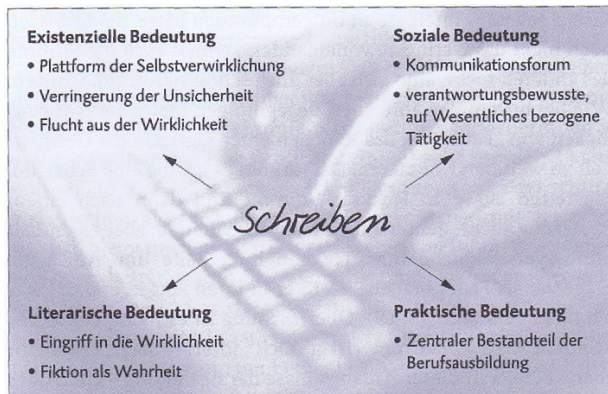 Existenzielle Bedeutung
• Plattform der Selbstverwirklichung
• Verringerung der Unsicherheit
• Flucht aus der Wirklichkeit
Soziale Bedeutung
• Kommunikationsforum
• verantwortungsbewusste,
auf Wesentliches bezogene
Tätigkeit
Schreiben
Literarische Bedeutung
• Eingriff in die Wirklichkeit
• Fiktion als Wahrheit
Praktische Bedeutung
• Zentraler Bestandteil der
Berufsausbildung